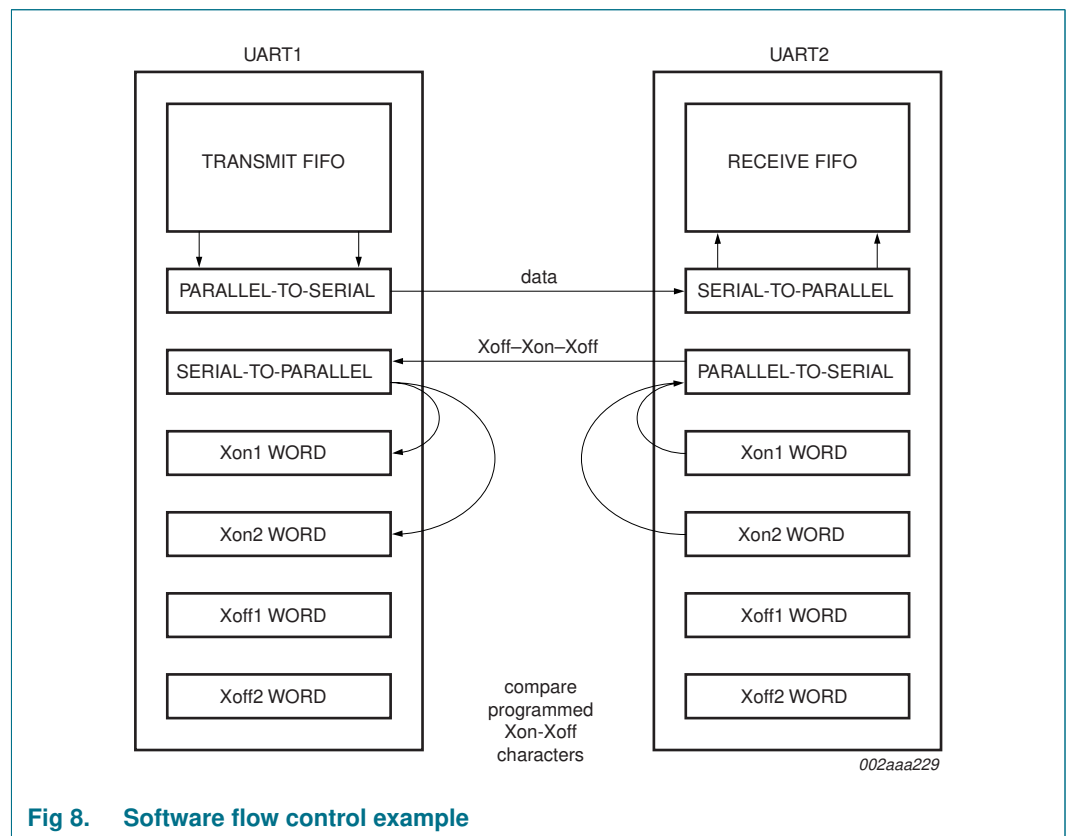 UART1
UART2
TRANSMIT FIFO
RECEIVE FIFO
PARALLEL-TO-SERIAL
data
SERIAL-TO-PARALLEL
SERIAL-TO-PARALLEL
Xoff–Xon–Xoff
PARALLEL-TO-SERIAL
Xon1 WORD
Xon1 WORD
Xon2 WORD
Xon2 WORD
Xoff1 WORD
Xoff1 WORD
Xoff2 WORD
Xoff2 WORD
compare
programmed
Xon-Xoff
characters
002aaa229
Fig 8. Software flow control example